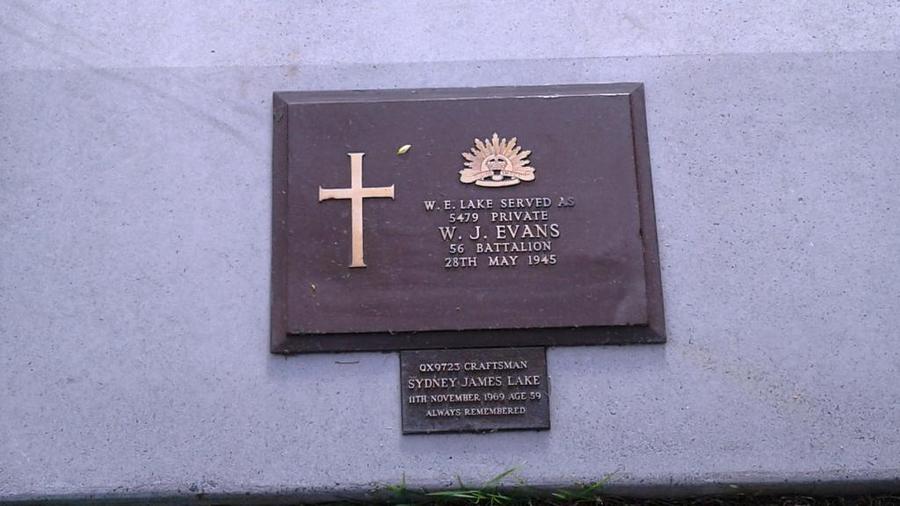 W. E. LAKE SERVED AS
5479 PRIVATE
W. J. EVANS
56 BATTALION
28TH MAY 1945
QX9723 CRAFTSMAN
SYDNEY JAMES LAKE
11TH NOVEMBER 1969 AGE 59
ALWAYS REMEMBERED